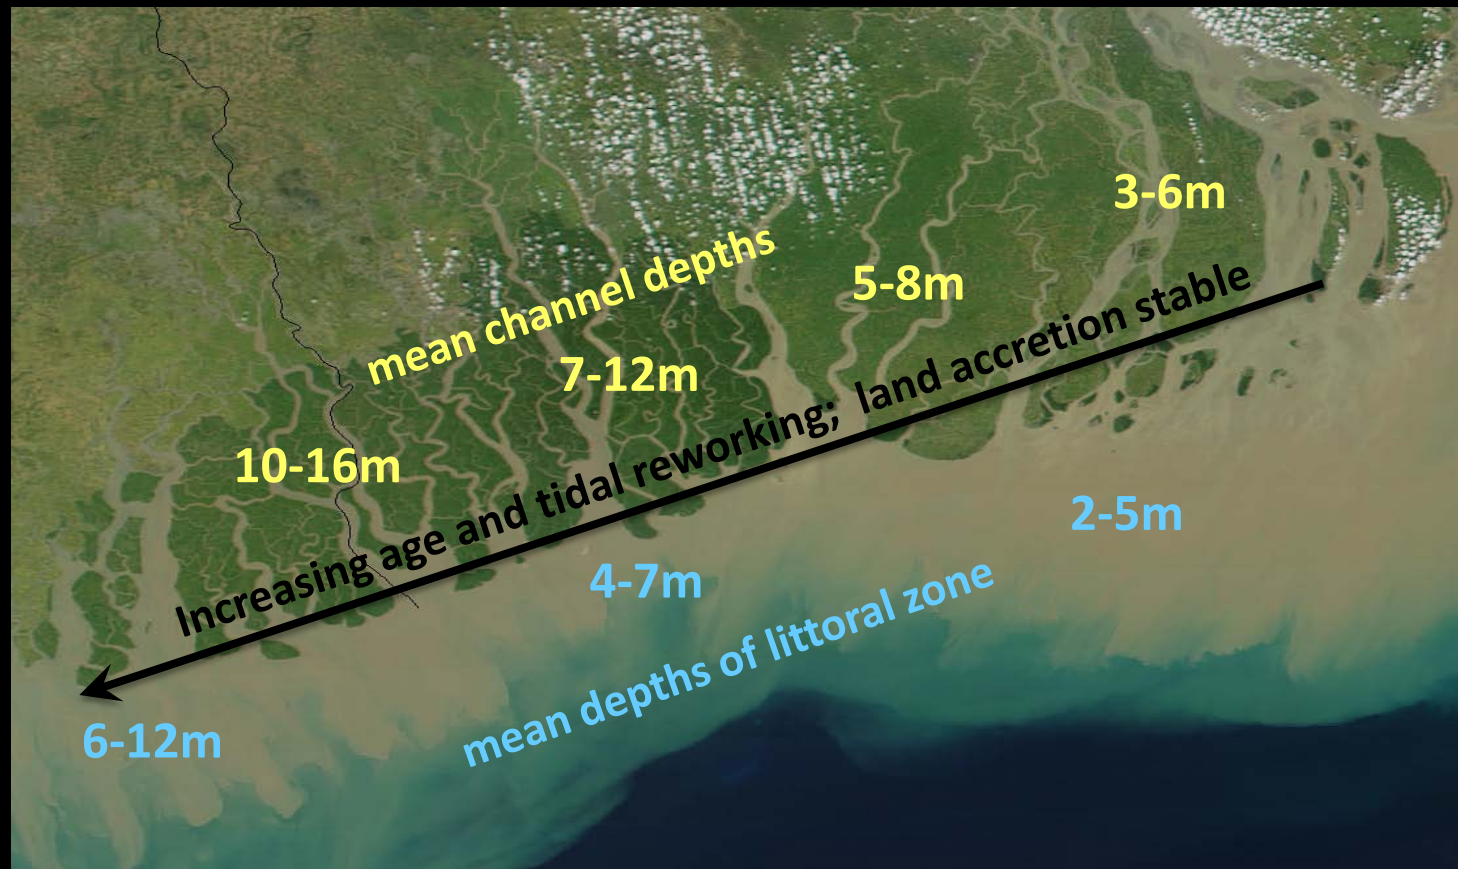 3-6m
mean channel depths
5-8m
7-12m
10-16m
Increasing age and tidal reworking; land accretion stable
2-5m
4-7m
mean depths of littoral zone
6-12m